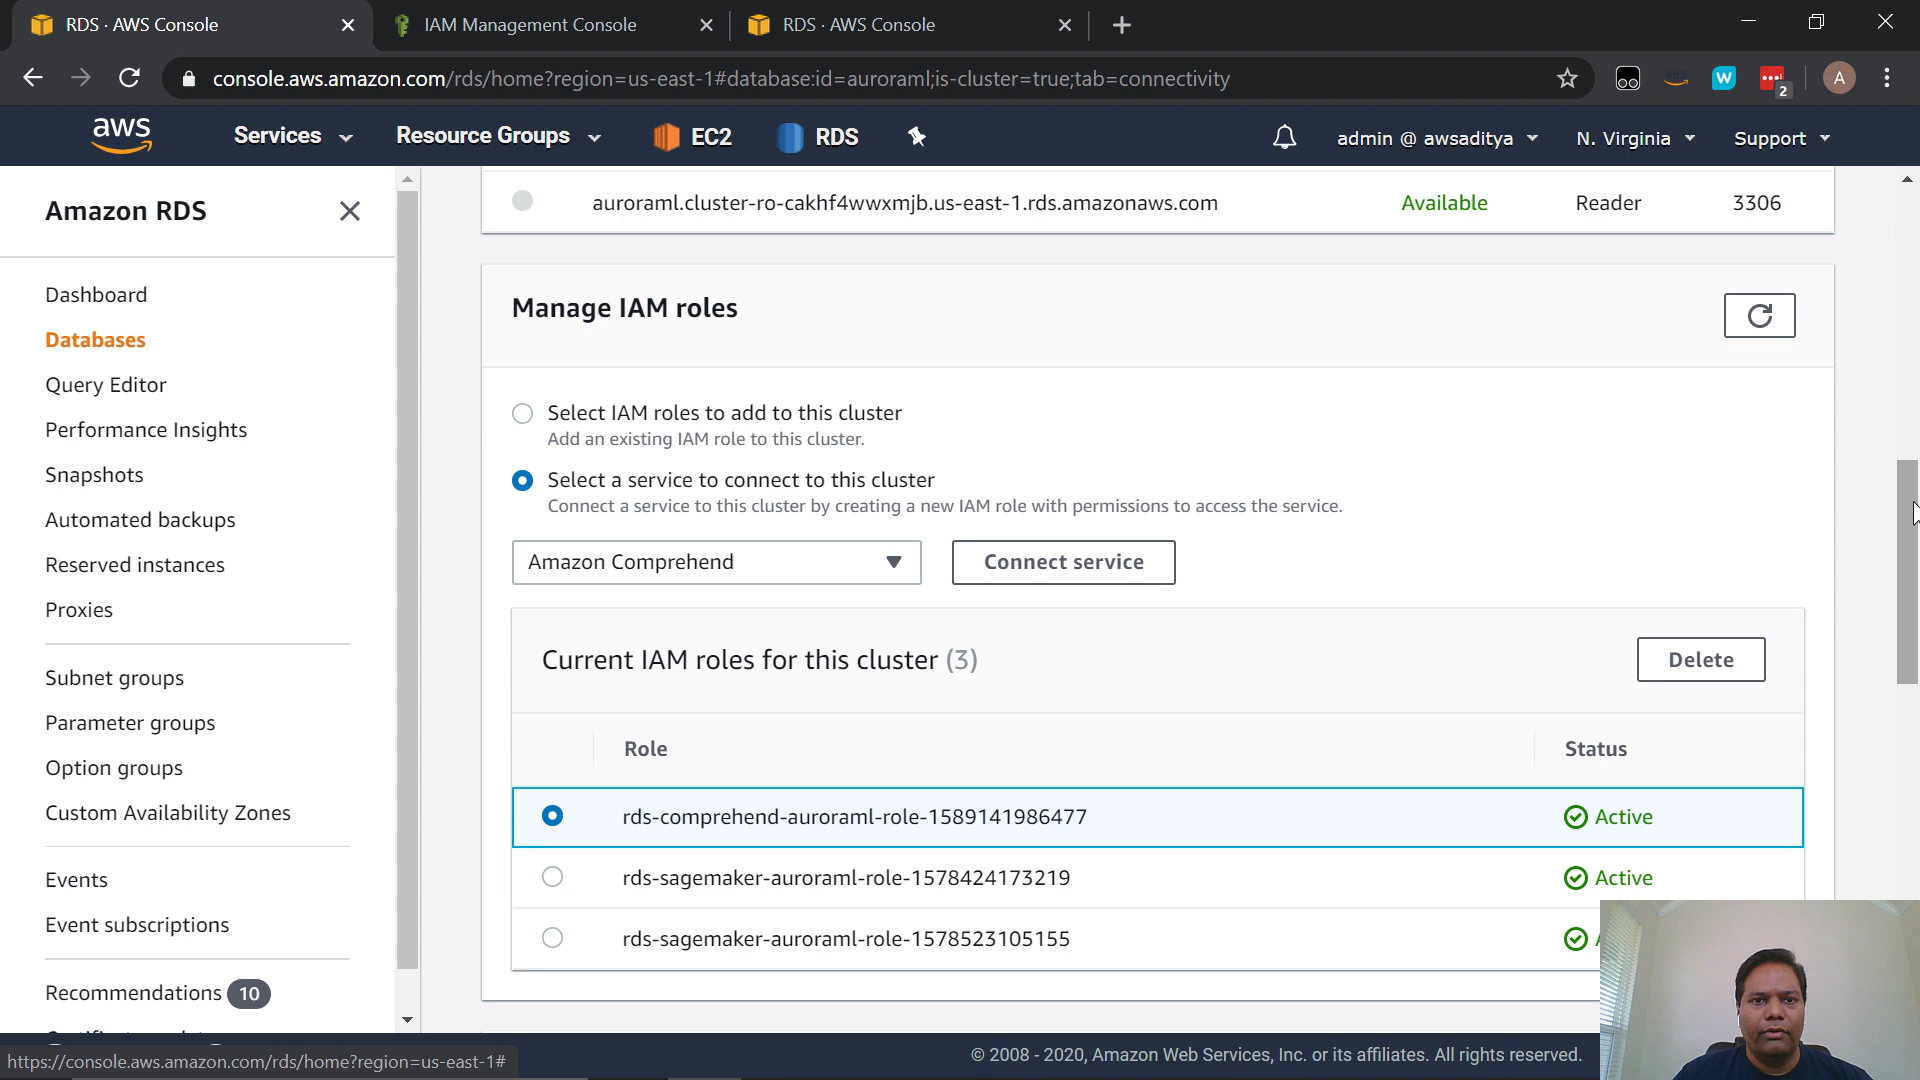 RDS · AWS Console
IAM Management Console
RDS · AWS Console
console.aws.amazon.com/rds/home?region=us-east-1#database:id=auroraml;is-cluster=true;tab=connectivity
W
2
A
aws
Services
Resource Groups
EC2
RDS
admin @ awsaditya
N. Virginia
Support
Amazon RDS
Dashboard
Databases
Query Editor
Performance Insights
Snapshots
Automated backups
Reserved instances
Proxies
Subnet groups
Parameter groups
Option groups
Custom Availability Zones
Events
Event subscriptions
Recommendations 10
auroraml.cluster-ro-cakhf4wwxmjb.us-east-1.rds.amazonaws.com Available Reader 3306
Manage IAM roles
Select IAM roles to add to this cluster
Add an existing IAM role to this cluster.
Select a service to connect to this cluster
Connect a service to this cluster by creating a new IAM role with permissions to access the service.
Amazon Comprehend
Connect service
Current IAM roles for this cluster (3)
Delete
Role Status
rds-comprehend-auroraml-role-1589141986477 Active
rds-sagemaker-auroraml-role-1578424173219 Active
rds-sagemaker-auroraml-role-1578523105155
https://console.aws.amazon.com/rds/home?region=us-east-1#
© 2008 - 2020, Amazon Web Services, Inc. or its affiliates. All rights reserved.